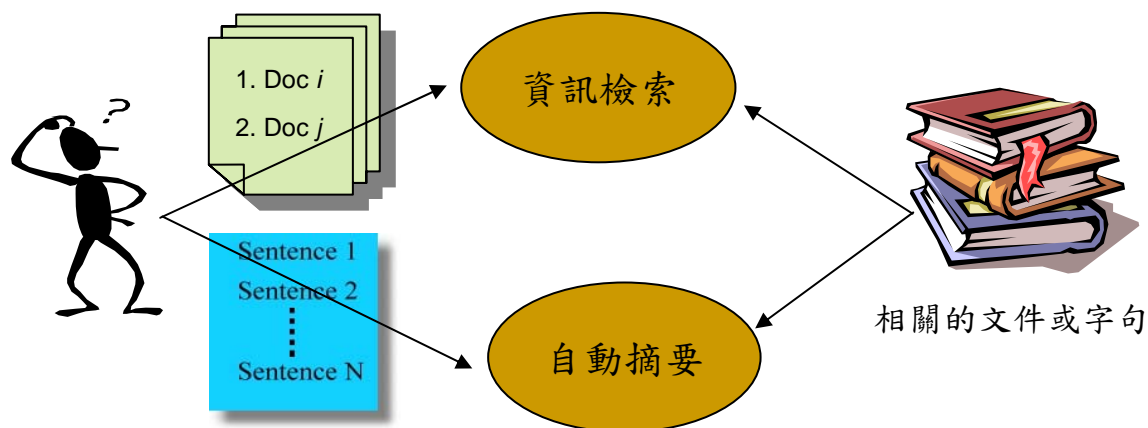 1. Doc i
2. Doc j
資訊檢索
?
Sentence 1
Sentence 2
Sentence N
自動摘要
相關的文件或字句